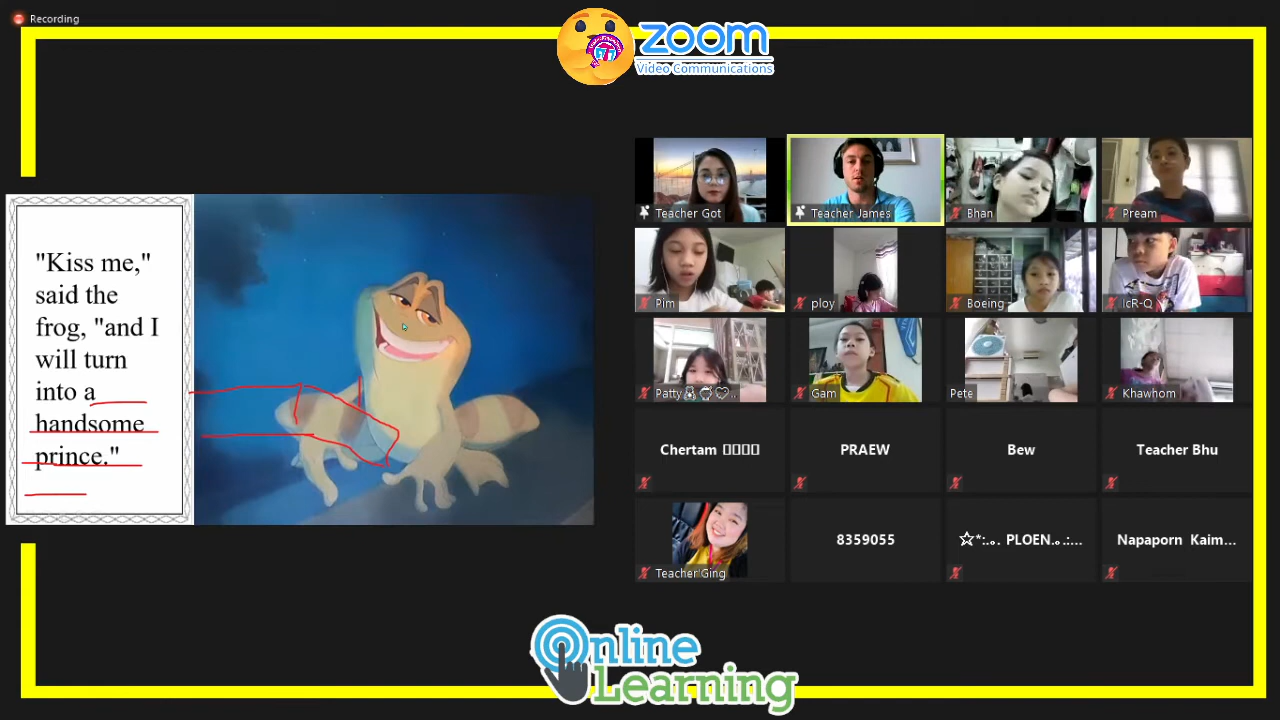 Recording
zoom
Video Communications
"Kiss me,"
said the
frog, "and I
will turn
into a
handsome
prince."
Teacher Got
Teacher James
Bhan
Pream
Pim
ploy
Boeing
IcR-Q
Patty
Gam
Pete
Khawhom
Chertam
PRAEW
Bew
Teacher Bhu
Teacher Ging
8359055
☆*:.｡. PLOEN.｡.:...
Napaporn Kaim...
Online
Learning